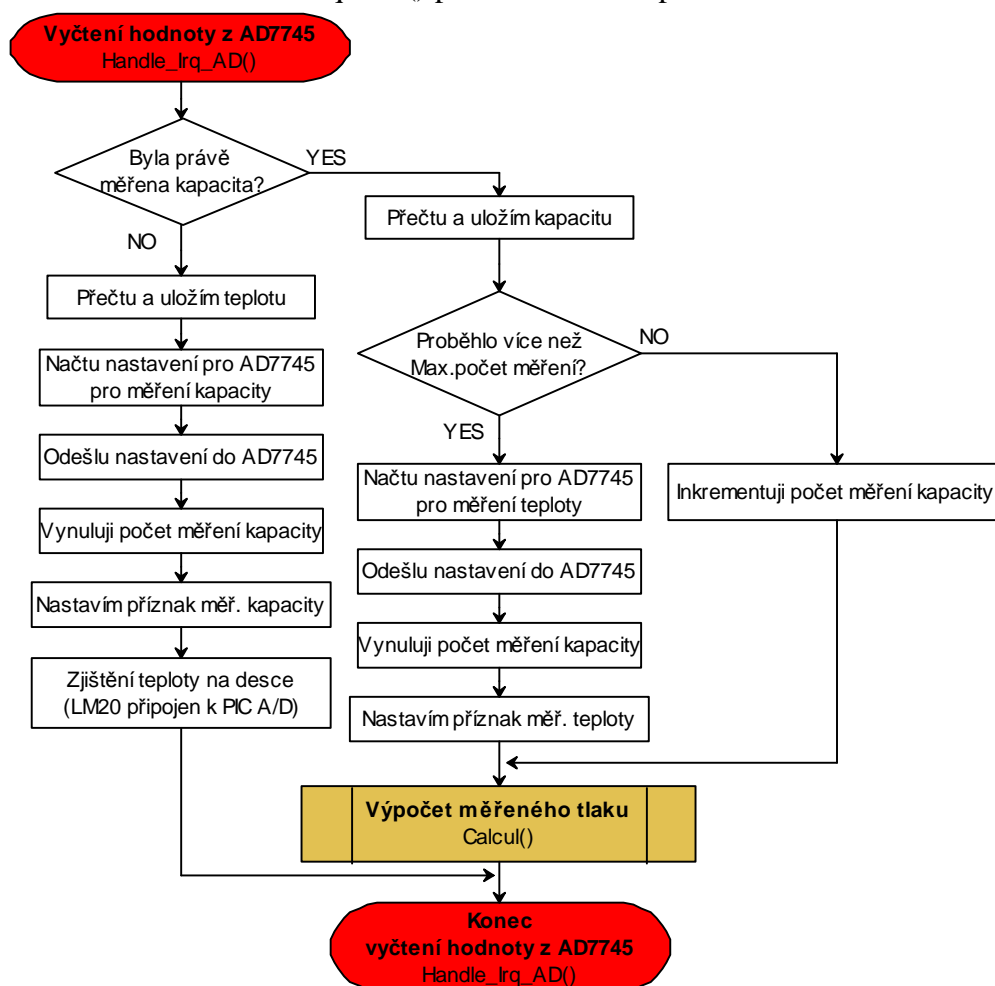 Vyčtení hodnoty z AD7745
Handle_Irq_AD()
Byla právě
měřena kapacita?
YES
NO
Přečtu a uložím teplotu
Načtu nastavení pro AD7745
pro měření kapacity
Odešlu nastavení do AD7745
Vynuluji počet měření kapacity
Nastavím příznak měř. kapacity
Zjištění teploty na desce
(LM20 připojen k PIC A/D)
Přečtu a uložím kapacitu
Proběhlo více než
Max.počet měření?
NO
YES
Načtu nastavení pro AD7745
pro měření teploty
Odešlu nastavení do AD7745
Vynuluji počet měření kapacity
Nastavím příznak měř. teploty
Inkrementuji počet měření kapacity
Výpočet měřeného tlaku
Calcul()
Konec
vyčtení hodnoty z AD7745
Handle_Irq_AD()